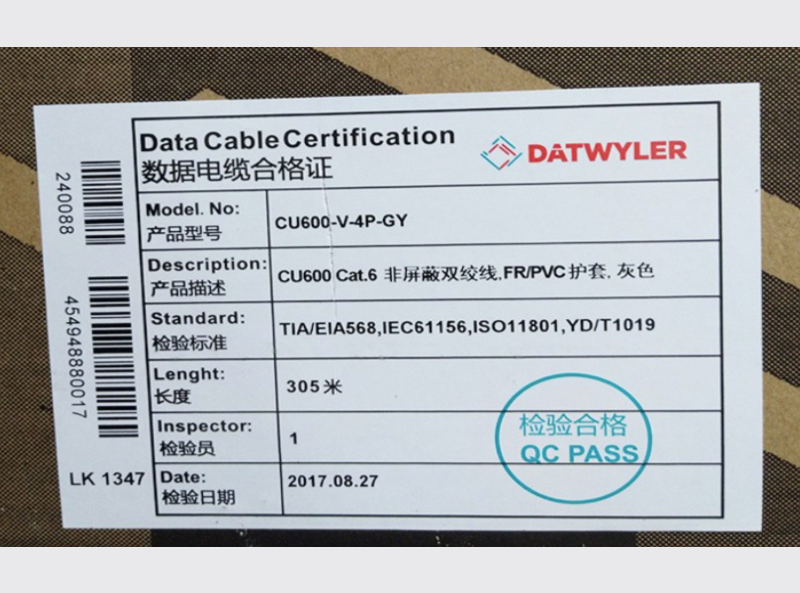 Data Cable Certification
数据电缆合格证
DATWYLER
Model. No:
产品型号
CU600-V-4P-GY
Description:
产品描述
CU600 Cat.6 非屏蔽双绞线,FR/PVC 护套, 灰色
Standard:
检验标准
TIA/EIA568,IEC61156,ISO11801,YD/T1019
Lenght:
长度
305 米
Inspector:
检验员
1
Date:
检验日期
2017.08.27
检验合格
QC PASS
240088
454948880017
LK 1347